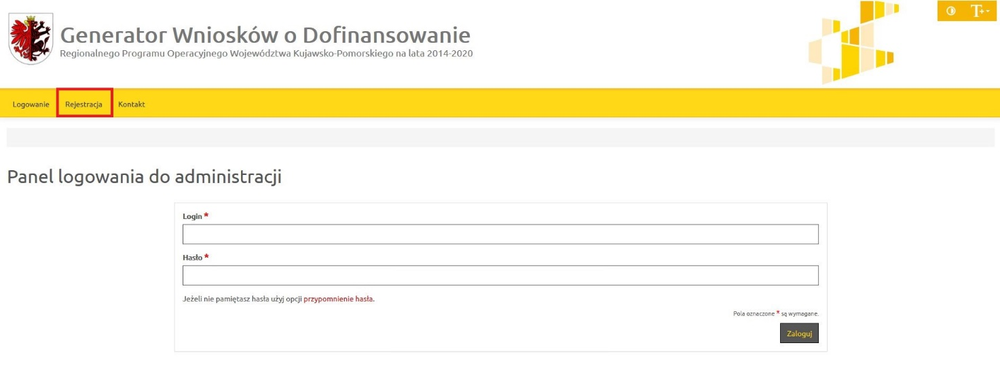 T+
Generator Wniosków o Dofinansowanie
Regionalnego Programu Operacyjnego Województwa Kujawsko-Pomorskiego na lata 2014-2020
Logowanie Rejestracja Kontakt
Panel logowania do administracji
Login *
Hasło *
Jeżeli nie pamiętasz hasła użyj opcji przypomnienie hasła.
Pola oznaczone * są wymagane.
Zaloguj